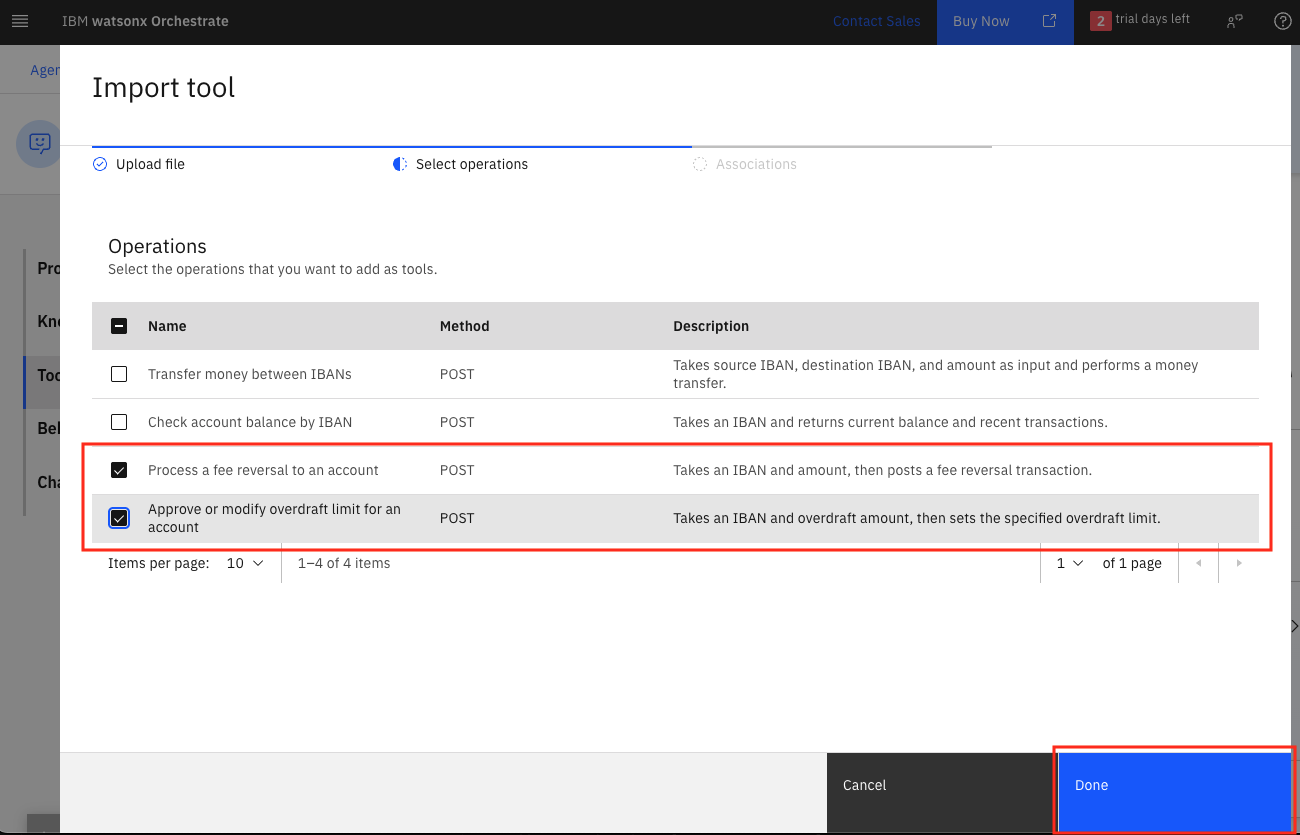 IBM watsonx Orchestrate
Contact Sales
Buy Now
2 trial days left
Import tool
Upload file
Select operations
Associations
Operations
Select the operations that you want to add as tools.
Name Method Description
Transfer money between IBANs POST Takes source IBAN, destination IBAN, and amount as input and performs a money
transfer.
Check account balance by IBAN POST Takes an IBAN and returns current balance and recent transactions.
Process a fee reversal to an account POST Takes an IBAN and amount, then posts a fee reversal transaction.
Approve or modify overdraft limit for an
account POST Takes an IBAN and overdraft amount, then sets the specified overdraft limit.
Items per page: 10 1–4 of 4 items 1 of 1 page
Cancel
Done